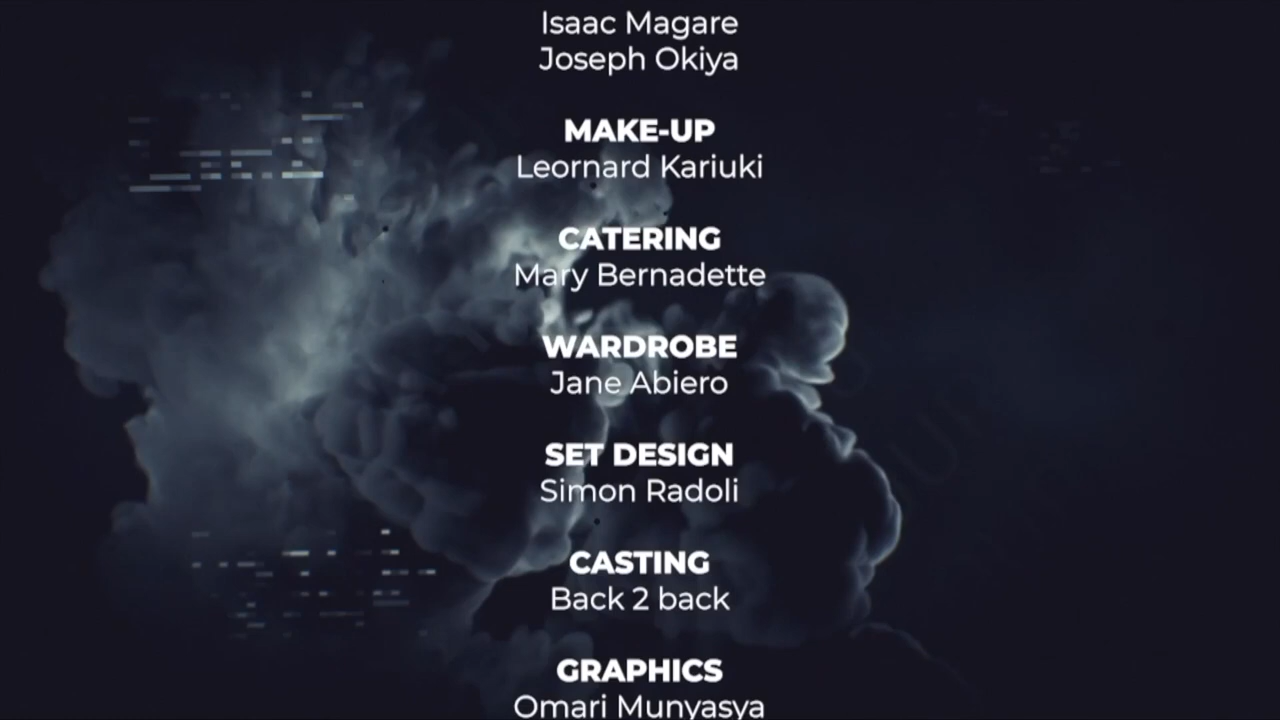 Isaac Magare
Joseph Okiya
MAKE-UP
Leornard Kariuki
CATERING
Mary Bernadette
WARDROBE
Jane Abiero
SET DESIGN
Simon Radoli
CASTING
Back 2 back
GRAPHICS
Omari Munyasya